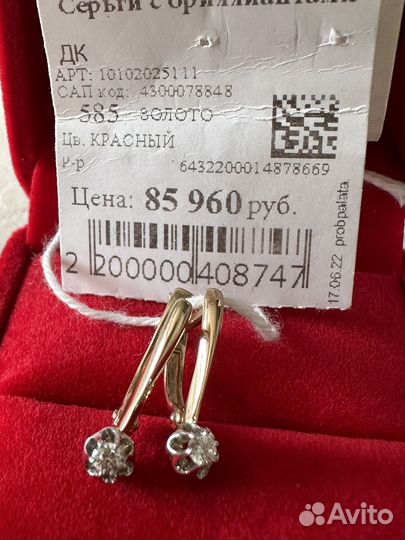 Серьги с бриллиантами
ДК
АРТ: 10102025111
САП код: 4300078848
585 золото
Цв. КРАСНЫЙ
Р-р
6432200014878669
Цена: 85 960 руб.
2 200000 408747
17.06.22 probpalata
Avito